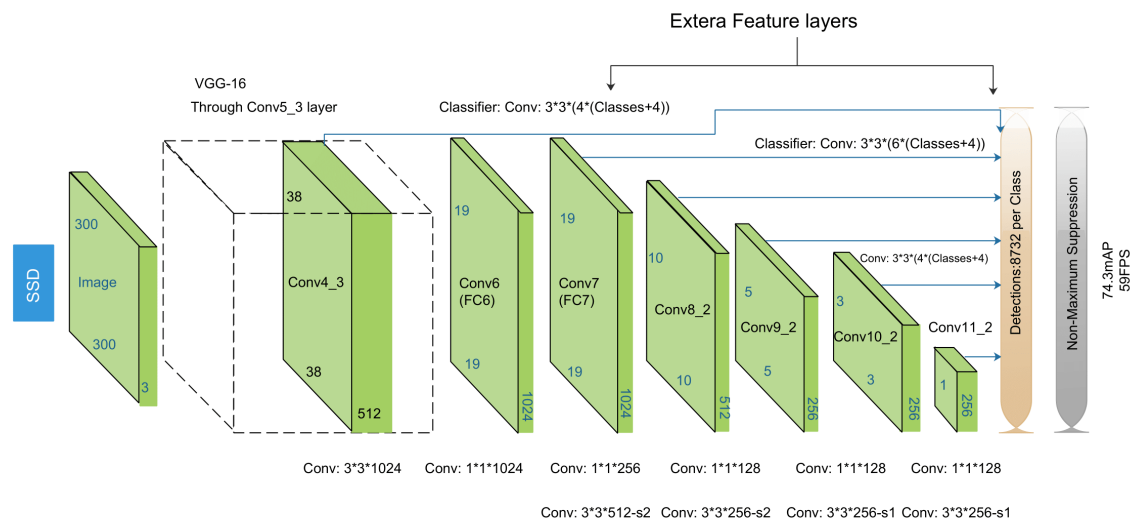 Extera Feature layers
VGG-16
Through Conv5_3 layer
Classifier: Conv: 3*3*(4*(Classes+4))
Classifier: Conv: 3*3*(6*(Classes+4))
SSD
300
Image
300
3
38
Conv4_3
38
512
19
Conv6
(FC6)
19
1024
19
Conv7
(FC7)
19
1024
10
Conv8_2
10
512
5
Conv9_2
5
256
Conv: 3*3*(4*(Classes+4)
3
Conv10_2
3
256
Conv11_2
1
256
Detections:8732 per Class
Non-Maximum Suppression
74.3mAP
59FPS
Conv: 3*3*1024
Conv: 1*1*1024
Conv: 1*1*256
Conv: 1*1*128
Conv: 1*1*128
Conv: 1*1*128
Conv: 3*3*512-s2
Conv: 3*3*256-s2
Conv: 3*3*256-s1
Conv: 3*3*256-s1